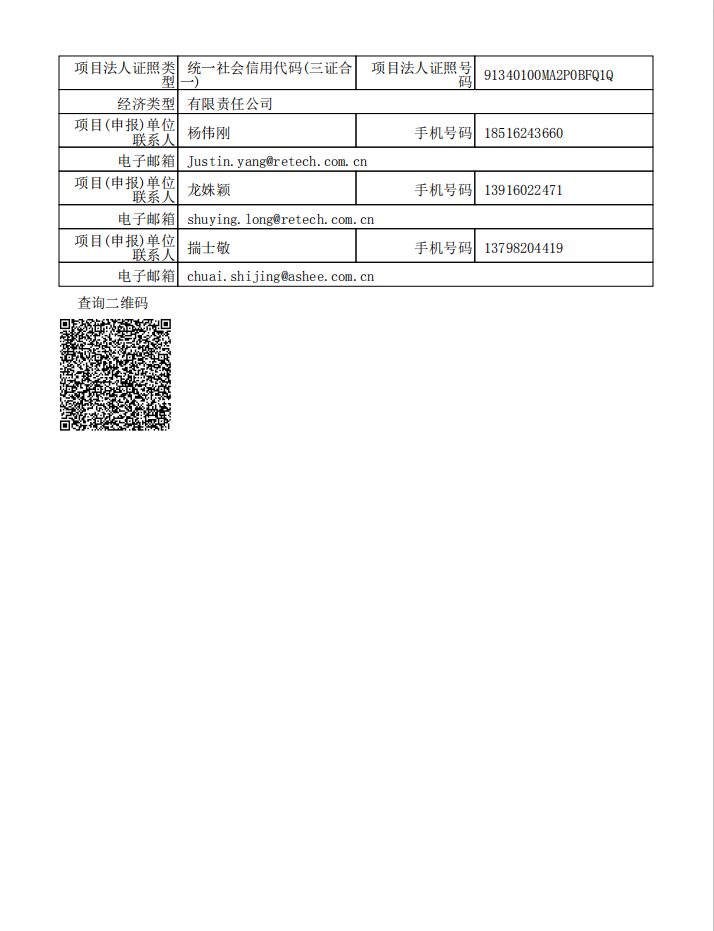 项目法人证照类型 统一社会信用代码(三证合一) 项目法人证照号码 91340100MA2P0BFQ1Q
经济类型 有限责任公司
项目(申报)单位联系人 杨伟刚 手机号码 18516243660
电子邮箱 Justin.yang@retech.com.cn
项目(申报)单位联系人 龙姝颖 手机号码 13916022471
电子邮箱 shuying.long@retech.com.cn
项目(申报)单位联系人 揣士敬 手机号码 13798204419
电子邮箱 chuai.shijing@ashee.com.cn
查询二维码